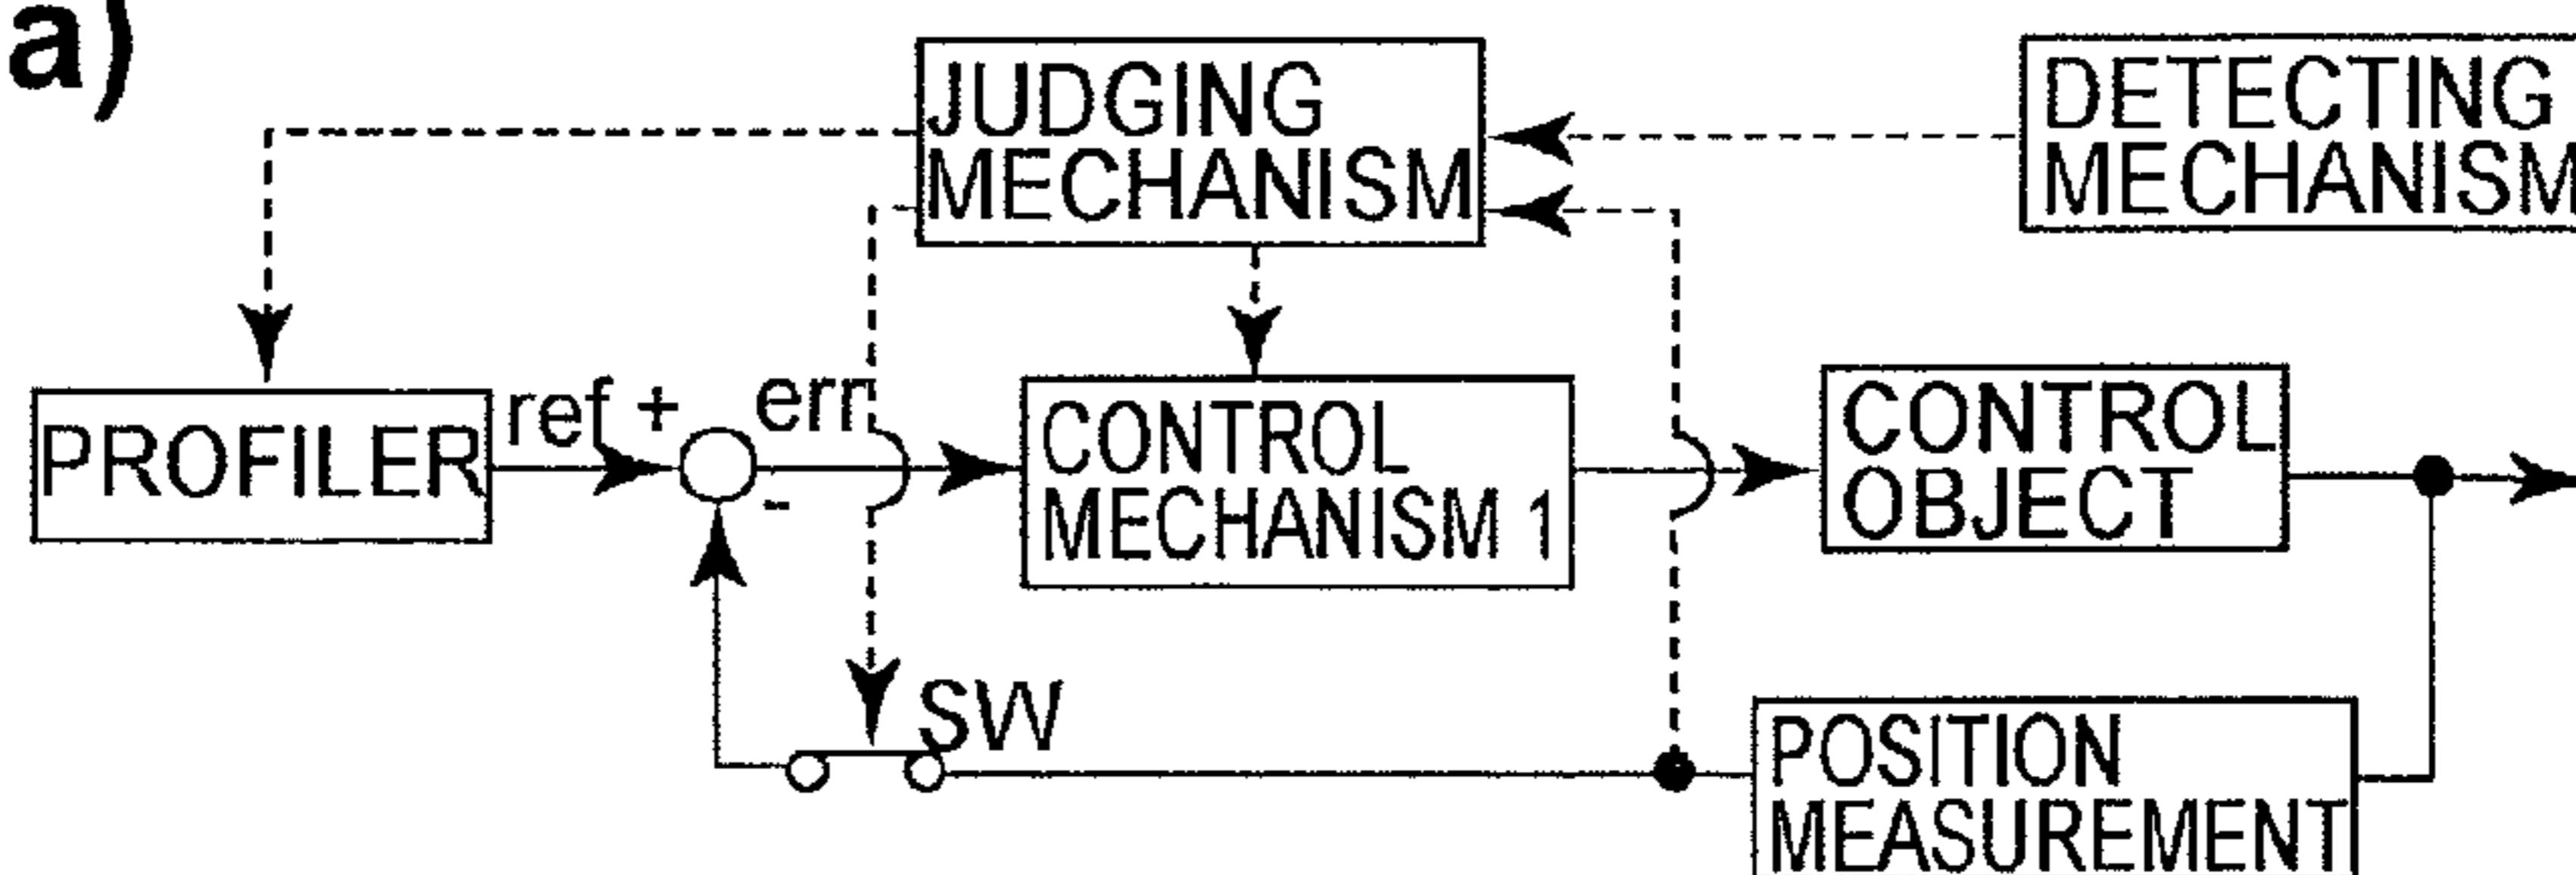 a)
JUDGING
MECHANISM
DETECTING
MECHANISM
PROFILER
ref +
err
-
CONTROL
MECHANISM 1
CONTROL
OBJECT
SW
POSITION
MEASUREMENT